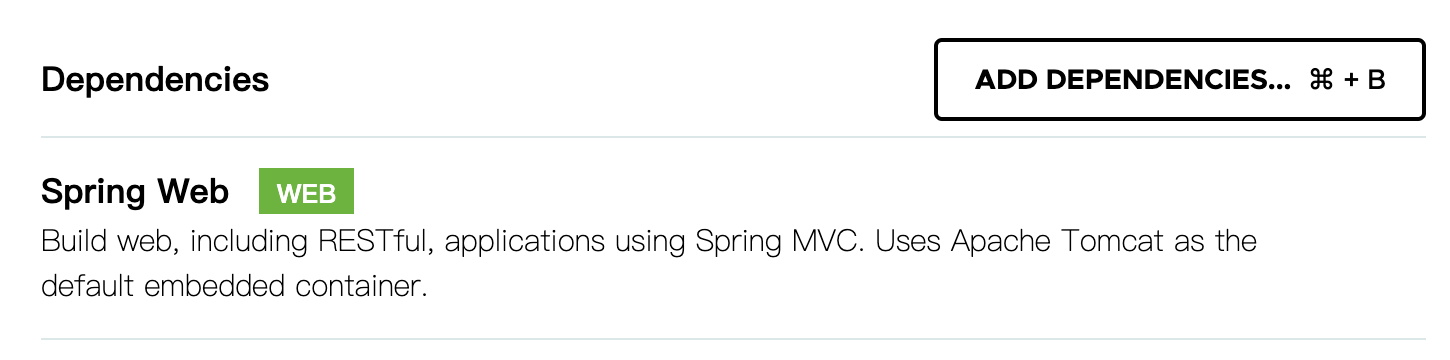 Dependencies
ADD DEPENDENCIES... ⌘ + B
Spring Web WEB
Build web, including RESTful, applications using Spring MVC. Uses Apache Tomcat as the
default embedded container.